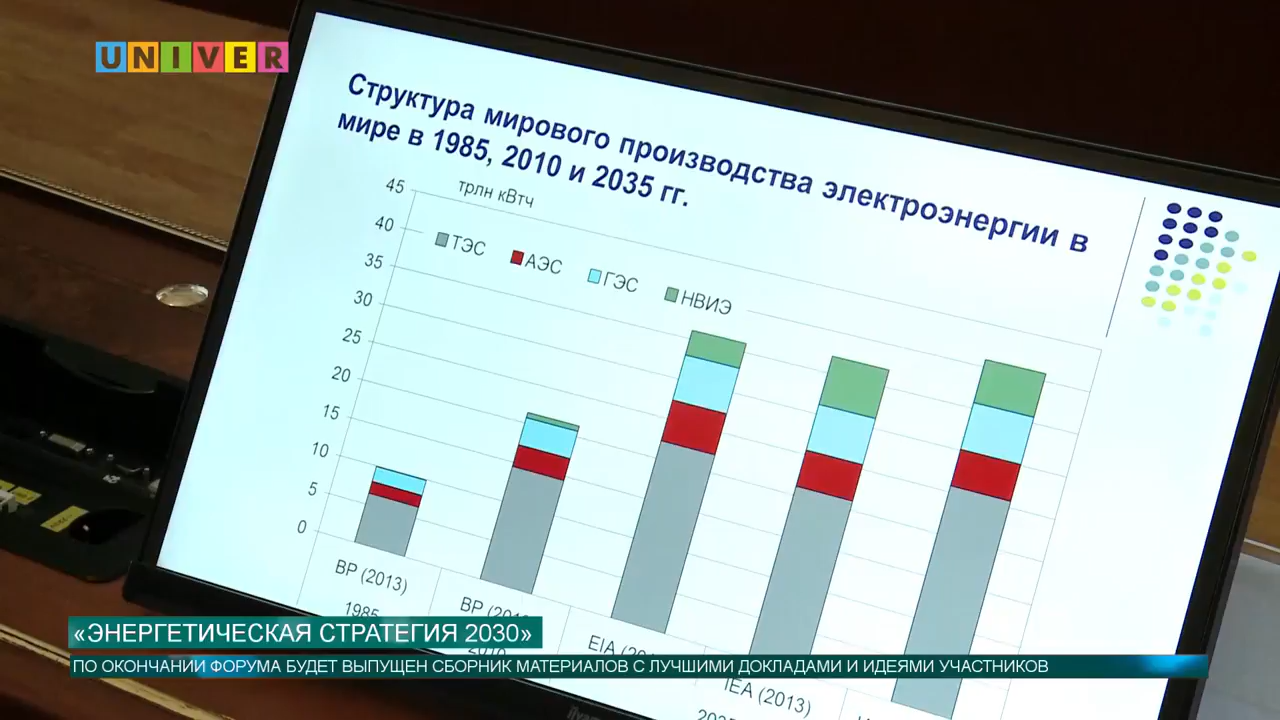 UNIVER
Структура мирового производства электроэнергии в
мире в 1985, 2010 и 2035 гг.
трлн кВтч
45
40
35
30
25
20
15
10
5
0
ТЭС АЭС ГЭС НВИЭ
BP (2013)
1985
BP
2010
EIA
IEA (2013)
«ЭНЕРГЕТИЧЕСКАЯ СТРАТЕГИЯ 2030»
ПО ОКОНЧАНИИ ФОРУМА БУДЕТ ВЫПУЩЕН СБОРНИК МАТЕРИАЛОВ С ЛУЧШИМИ ДОКЛАДАМИ И ИДЕЯМИ УЧАСТНИКОВ